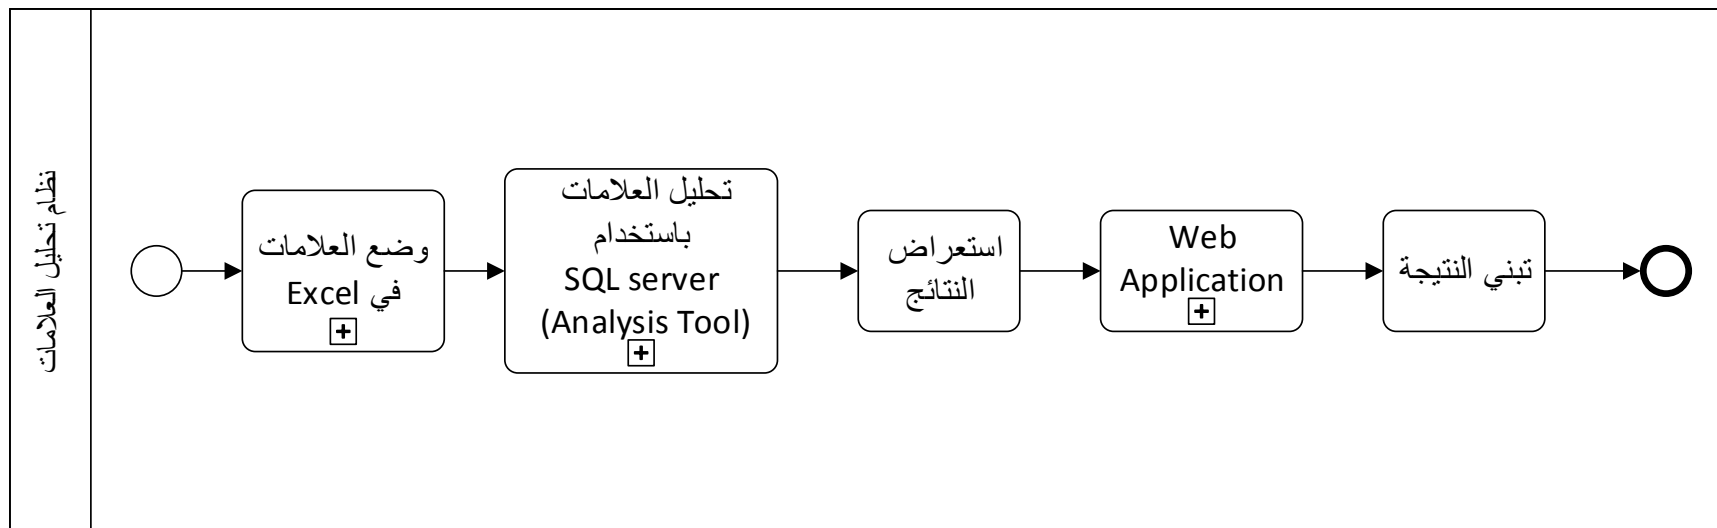 نظام تحليل العلامات
وضع العلامات
في Excel
تحليل العلامات
باستخدام
SQL server
(Analysis Tool)
استعراض
النتائج
Web
Application
تبني النتيجة